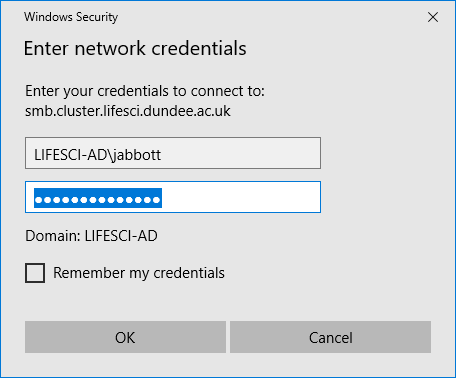 Windows Security
Enter network credentials
Enter your credentials to connect to:
smb.cluster.lifesci.dundee.ac.uk
LIFESCI-AD\jabbott
●●●●●●●●●●●●●●
Domain: LIFESCI-AD
Remember my credentials
OK
Cancel